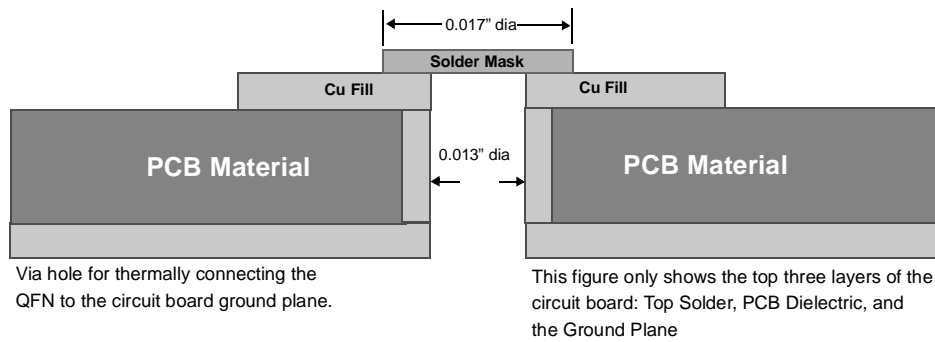 0.017” dia
Solder Mask
Cu Fill
Cu Fill
PCB Material
0.013” dia
PCB Material
Via hole for thermally connecting the
QFN to the circuit board ground plane.
This figure only shows the top three layers of the
circuit board: Top Solder, PCB Dielectric, and
the Ground Plane